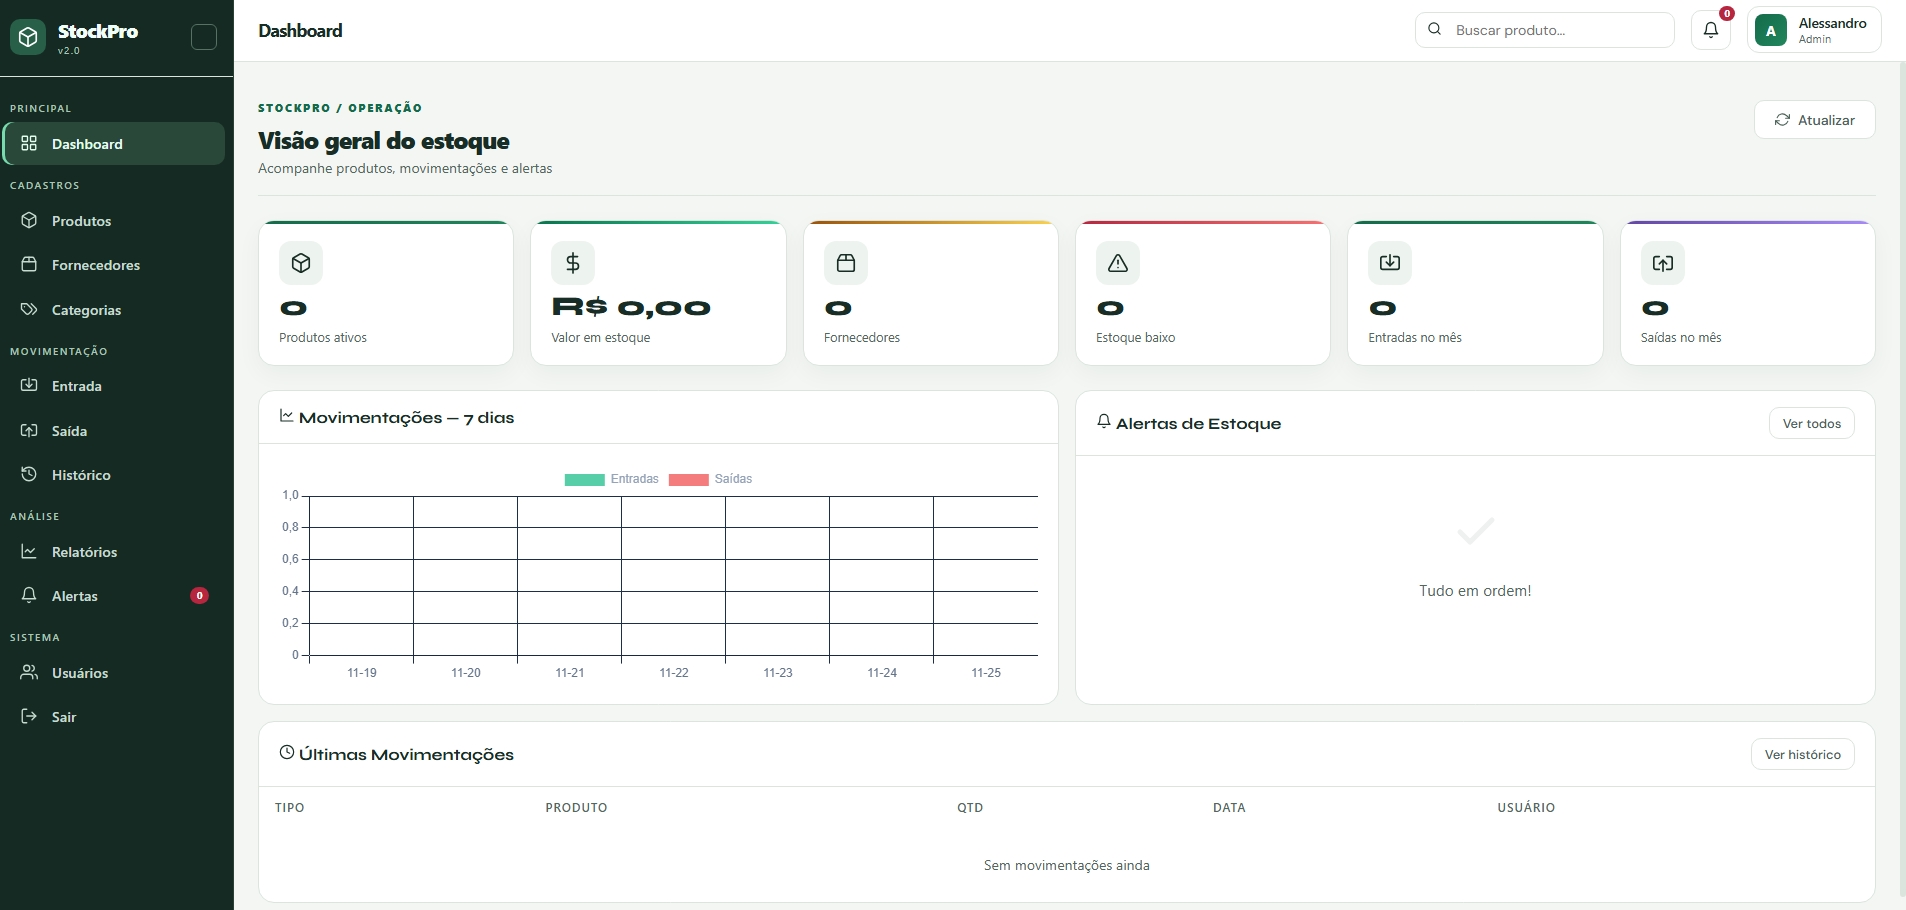 StockPro
v2.0
PRINCIPAL
Dashboard
CADASTROS
Produtos
Fornecedores
Categorias
MOVIMENTAÇÃO
Entrada
Saída
Histórico
ANÁLISE
Relatórios
Alertas
0
SISTEMA
Usuários
Sair
Dashboard
Buscar produto...
0
A
Alessandro
Admin
STOCKPRO / OPERAÇÃO
Visão geral do estoque
Acompanhe produtos, movimentações e alertas
Atualizar
0
Produtos ativos
R$ 0,00
Valor em estoque
0
Fornecedores
0
Estoque baixo
0
Entradas no mês
0
Saídas no mês
Movimentações — 7 dias
Entradas
Saídas
1,0
0,8
0,6
0,4
0,2
0
11-19
11-20
11-21
11-22
11-23
11-24
11-25
Alertas de Estoque
Ver todos
Tudo em ordem!
Últimas Movimentações
Ver histórico
TIPO
PRODUTO
QTD
DATA
USUÁRIO
Sem movimentações ainda